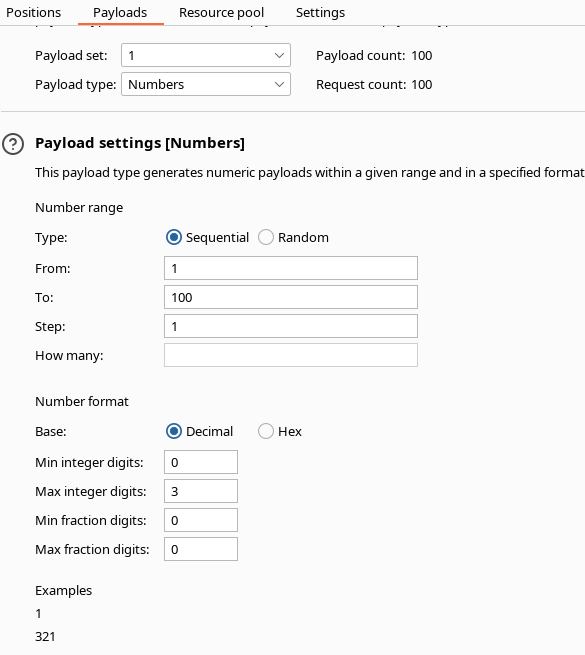 Positions Payloads Resource pool Settings
Payload set: 1 Payload count: 100
Payload type: Numbers Request count: 100
? Payload settings [Numbers]
This payload type generates numeric payloads within a given range and in a specified format
Number range
Type: Sequential Random
From: 1
To: 100
Step: 1
How many:
Number format
Base: Decimal Hex
Min integer digits: 0
Max integer digits: 3
Min fraction digits: 0
Max fraction digits: 0
Examples
1
321